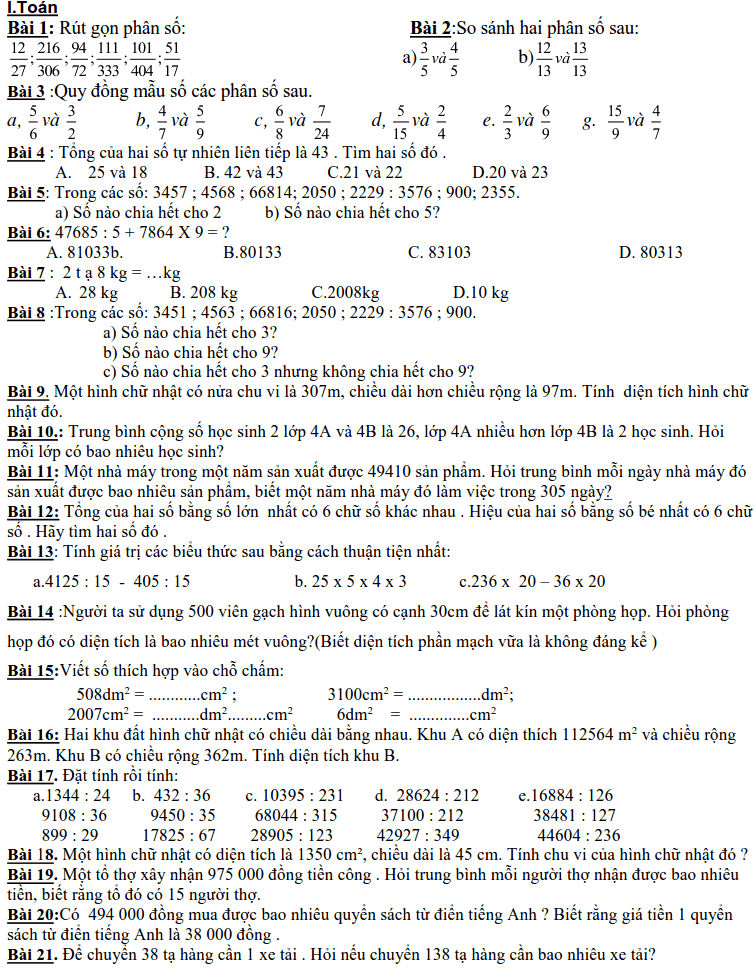 I.Toán
Bài 1: Rút gọn phân số: Bài 2:So sánh hai phân số sau:
12/27 ; 216/306 ; 94/72 ; 111/333 ; 101/404 ; 51/17 a) 3/5 và 4/5 b) 12/13 và 13/13
Bài 3 :Quy đồng mẫu số các phân số sau.
a, 5/6 và 3/2 b, 4/7 và 5/9 c, 6/8 và 7/24 d, 5/15 và 2/4 e. 2/3 và 6/9 g. 15/9 và 4/7
Bài 4 : Tổng của hai số tự nhiên liên tiếp là 43 . Tìm hai số đó .
A. 25 và 18 B. 42 và 43 C.21 và 22 D.20 và 23
Bài 5: Trong các số: 3457 ; 4568 ; 66814; 2050 ; 2229 : 3576 ; 900; 2355.
a) Số nào chia hết cho 2 b) Số nào chia hết cho 5?
Bài 6: 47685 : 5 + 7864 X 9 = ?
A. 81033b. B.80133 C. 83103 D. 80313
Bài 7 : 2 t ạ 8 kg = …kg
A. 28 kg B. 208 kg C.2008kg D.10 kg
Bài 8 :Trong các số: 3451 ; 4563 ; 66816; 2050 ; 2229 : 3576 ; 900.
a) Số nào chia hết cho 3?
b) Số nào chia hết cho 9?
c) Số nào chia hết cho 3 nhưng không chia hết cho 9?
Bài 9. Một hình chữ nhật có nửa chu vi là 307m, chiều dài hơn chiều rộng là 97m. Tính diện tích hình chữ
nhật đó.
Bài 10.: Trung bình cộng số học sinh 2 lớp 4A và 4B là 26, lớp 4A nhiều hơn lớp 4B là 2 học sinh. Hỏi
mỗi lớp có bao nhiêu học sinh?
Bài 11: Một nhà máy trong một năm sản xuất được 49410 sản phẩm. Hỏi trung bình mỗi ngày nhà máy đó
sản xuất được bao nhiêu sản phẩm, biết một năm nhà máy đó làm việc trong 305 ngày?
Bài 12: Tổng của hai số bằng số lớn nhất có 6 chữ số khác nhau . Hiệu của hai số bằng số bé nhất có 6 chữ
số . Hãy tìm hai số đó .
Bài 13: Tính giá trị các biểu thức sau bằng cách thuận tiện nhất:
a.4125 : 15 - 405 : 15 b. 25 x 5 x 4 x 3 c.236 x 20 – 36 x 20
Bài 14 :Người ta sử dụng 500 viên gạch hình vuông có cạnh 30cm để lát kín một phòng họp. Hỏi phòng
họp đó có diện tích là bao nhiêu mét vuông?(Biết diện tích phần mạch vữa là không đáng kể )
Bài 15:Viết số thích hợp vào chỗ chấm:
508dm² = ............cm² ; 3100cm² = .................dm²;
2007cm² = ...........dm².........cm² 6dm² = ..............cm²
Bài 16: Hai khu đất hình chữ nhật có chiều dài bằng nhau. Khu A có diện thích 112564 m² và chiều rộng
263m. Khu B có chiều rộng 362m. Tính diện tích khu B.
Bài 17. Đặt tính rồi tính:
a.1344 : 24 b. 432 : 36 c. 10395 : 231 d. 28624 : 212 e.16884 : 126
9108 : 36 9450 : 35 68044 : 315 37100 : 212 38481 : 127
899 : 29 17825 : 67 28905 : 123 42927 : 349 44604 : 236
Bài 18. Một hình chữ nhật có diện tích là 1350 cm², chiều dài là 45 cm. Tính chu vi của hình chữ nhật đó ?
Bài 19. Một tổ thợ xây nhận 975 000 đồng tiền công . Hỏi trung bình mỗi người thợ nhận được bao nhiêu
tiền, biết rằng tổ đó có 15 người thợ.
Bài 20:Có 494 000 đồng mua được bao nhiêu quyển sách từ điển tiếng Anh ? Biết rằng giá tiền 1 quyển
sách từ điển tiếng Anh là 38 000 đồng .
Bài 21. Để chuyển 38 tạ hàng cần 1 xe tải . Hỏi nếu chuyển 138 tạ hàng cần bao nhiêu xe tải?